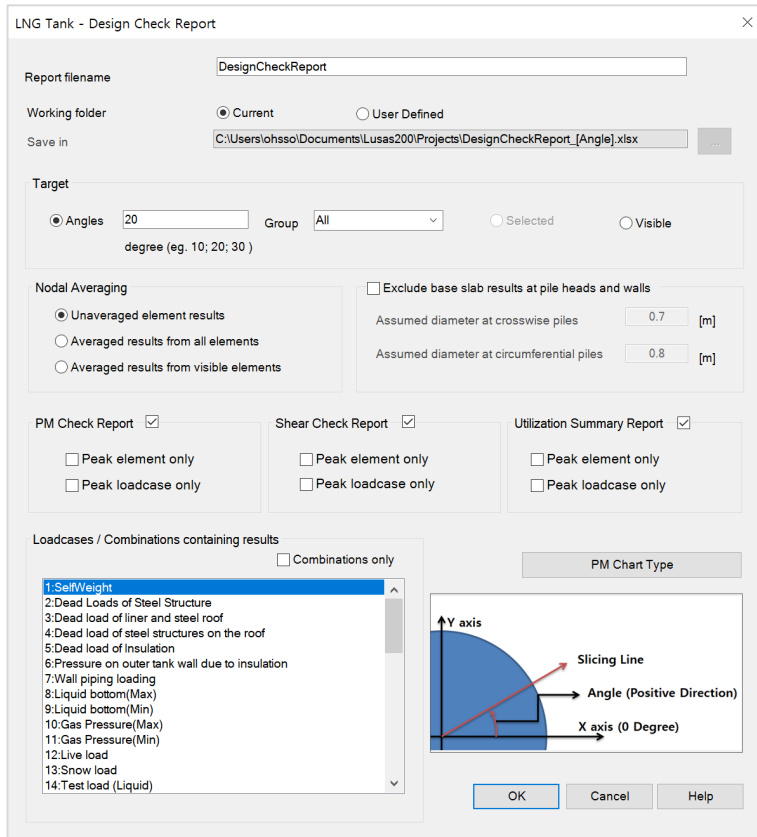 LNG Tank - Design Check Report
Report filename
DesignCheckReport
Working folder
Current
User Defined
Save in
C:\Users\ohsso\Documents\Lusas200\Projects\DesignCheckReport_[Angle].xlsx
...
Target
Angles
20
Group
All
Selected
Visible
degree (eg. 10; 20; 30 )
Nodal Averaging
Unaveraged element results
Averaged results from all elements
Averaged results from visible elements
Exclude base slab results at pile heads and walls
Assumed diameter at crosswise piles
0.7
[m]
Assumed diameter at circumferential piles
0.8
[m]
PM Check Report
Peak element only
Peak loadcase only
Shear Check Report
Peak element only
Peak loadcase only
Utilization Summary Report
Peak element only
Peak loadcase only
Loadcases / Combinations containing results
Combinations only
1:SelfWeight
2:Dead Loads of Steel Structure
3:Dead load of liner and steel roof
4:Dead load of steel structures on the roof
5:Dead load of Insulation
6:Pressure on outer tank wall due to insulation
7:Wall piping loading
8:Liquid bottom(Max)
9:Liquid bottom(Min)
10:Gas Pressure(Max)
11:Gas Pressure(Min)
12:Live load
13:Snow load
14:Test load (Liquid)
PM Chart Type
Y axis
Slicing Line
Angle (Positive Direction)
X axis (0 Degree)
OK
Cancel
Help